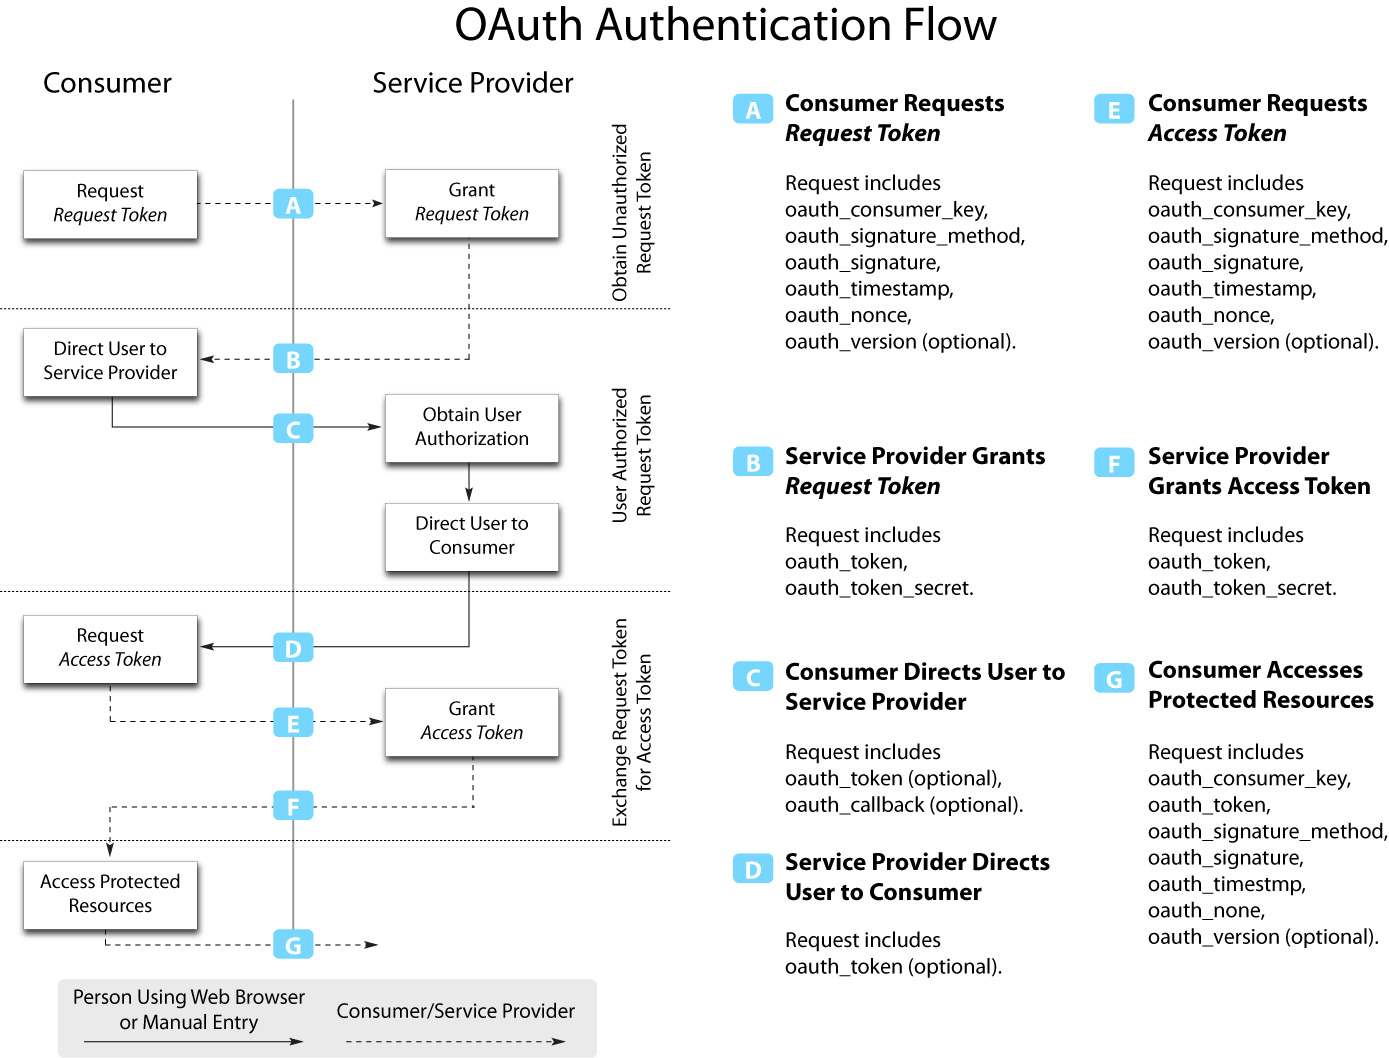 OAuth Authentication Flow
Consumer
Service Provider
Request
Request Token
A
Grant
Request Token
Obtain Unauthorized
Request Token
Direct User to
Service Provider
B
C
Obtain User
Authorization
Direct User to
Consumer
User Authorized
Request Token
Request
Access Token
D
E
Grant
Access Token
F
Exchange Request Token
for Access Token
Access Protected
Resources
G
Person Using Web Browser
or Manual Entry
Consumer/Service Provider
A
Consumer Requests
Request Token
Request includes
oauth_consumer_key,
oauth_signature_method,
oauth_signature,
oauth_timestamp,
oauth_nonce,
oauth_version (optional).
B
Service Provider Grants
Request Token
Request includes
oauth_token,
oauth_token_secret.
C
Consumer Directs User to
Service Provider
Request includes
oauth_token (optional),
oauth_callback (optional).
D
Service Provider Directs
User to Consumer
Request includes
oauth_token (optional).
E
Consumer Requests
Access Token
Request includes
oauth_consumer_key,
oauth_signature_method,
oauth_signature,
oauth_timestamp,
oauth_nonce,
oauth_version (optional).
F
Service Provider
Grants Access Token
Request includes
oauth_token,
oauth_token_secret.
G
Consumer Accesses
Protected Resources
Request includes
oauth_consumer_key,
oauth_token,
oauth_signature_method,
oauth_signature,
oauth_timestmp,
oauth_none,
oauth_version (optional).